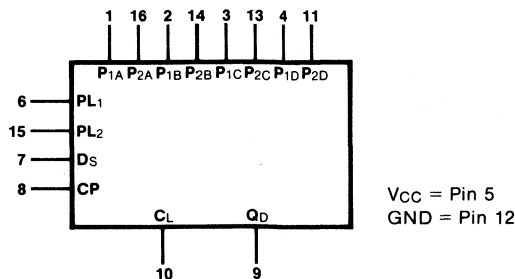 1 16 2 14 3 13 4 11
P1A P2A P1B P2B P1C P2C P1D P2D
6 PL1
15 PL2
7 DS
8 CP
VCC = Pin 5
GND = Pin 12
CL QD
10 9